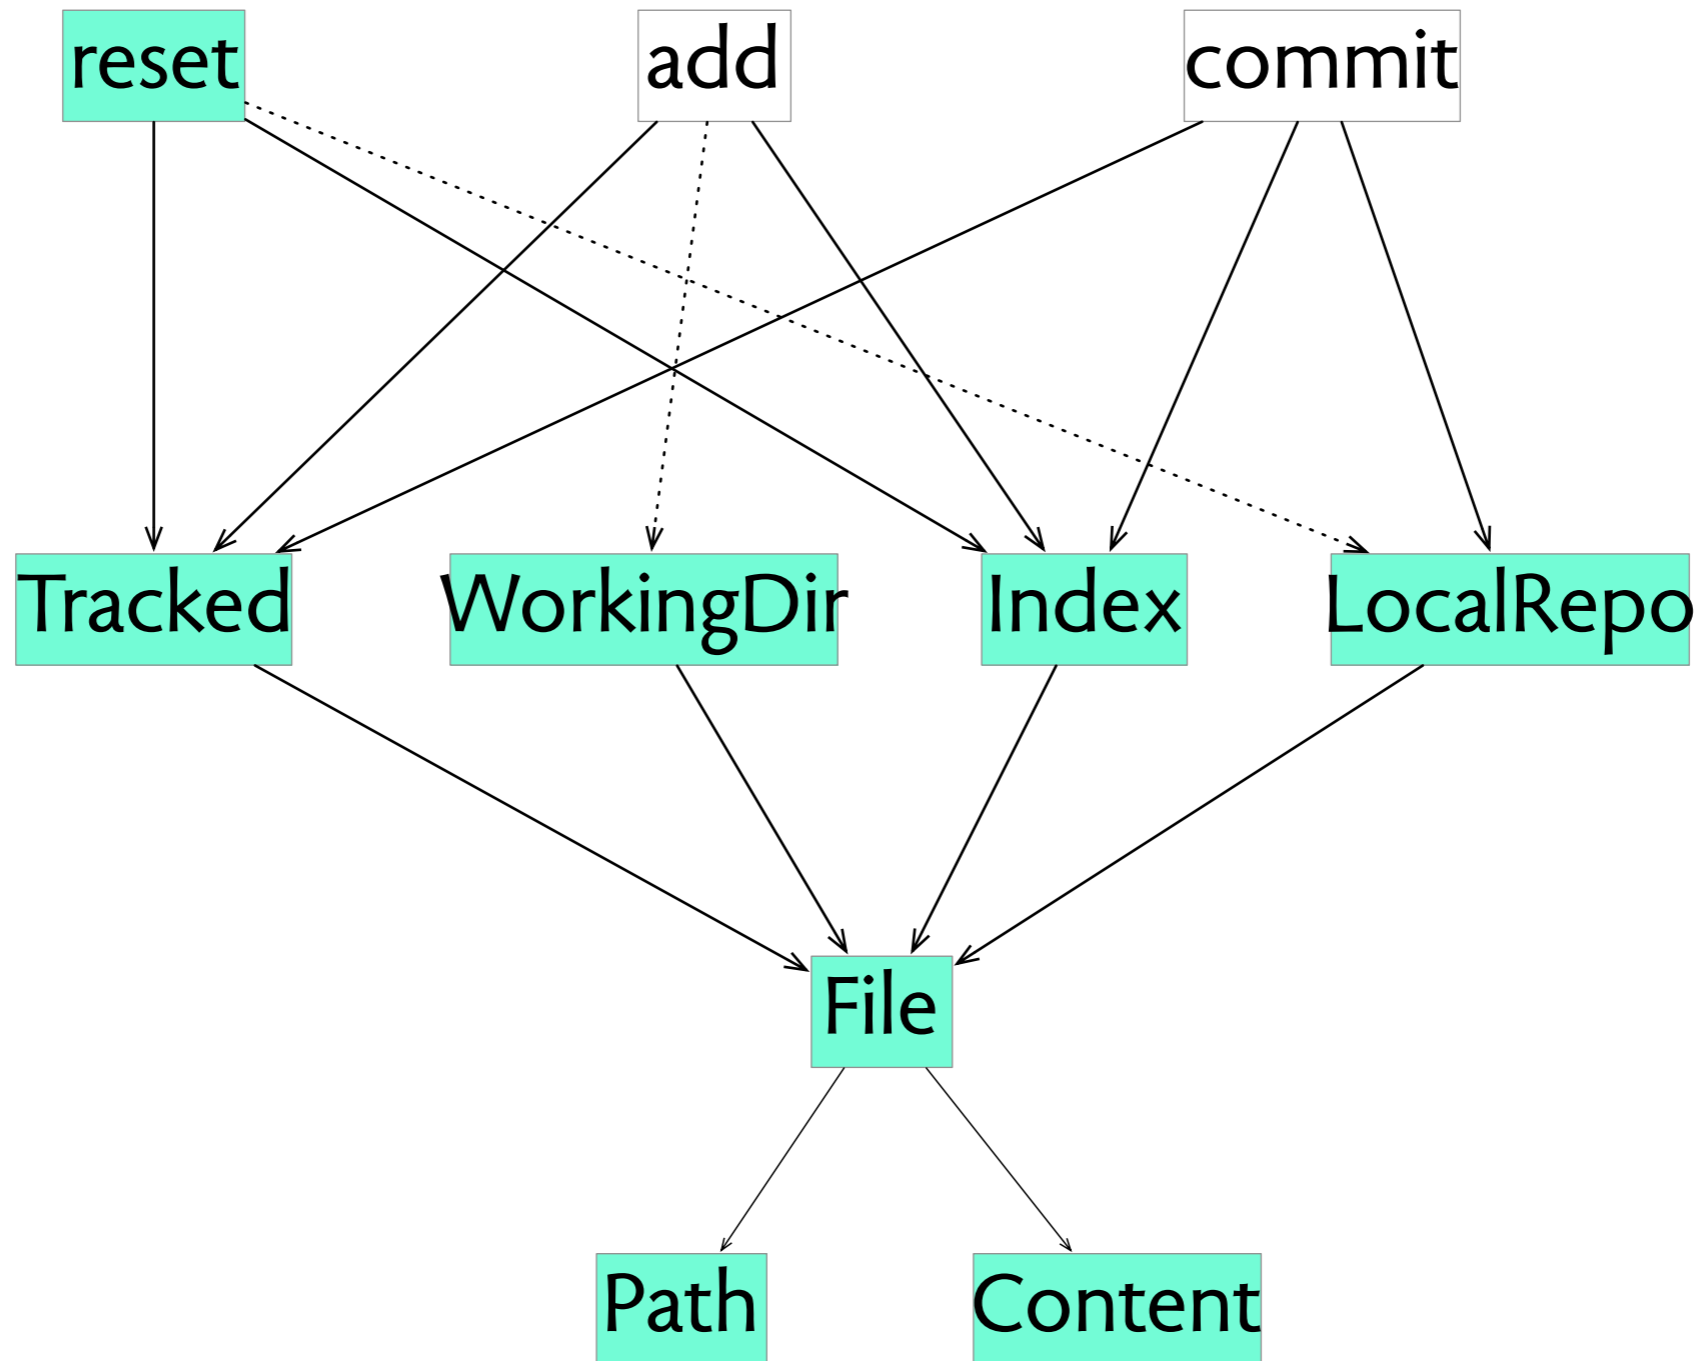 reset
add
commit
Tracked
WorkingDir
Index
LocalRepo
File
Path
Content